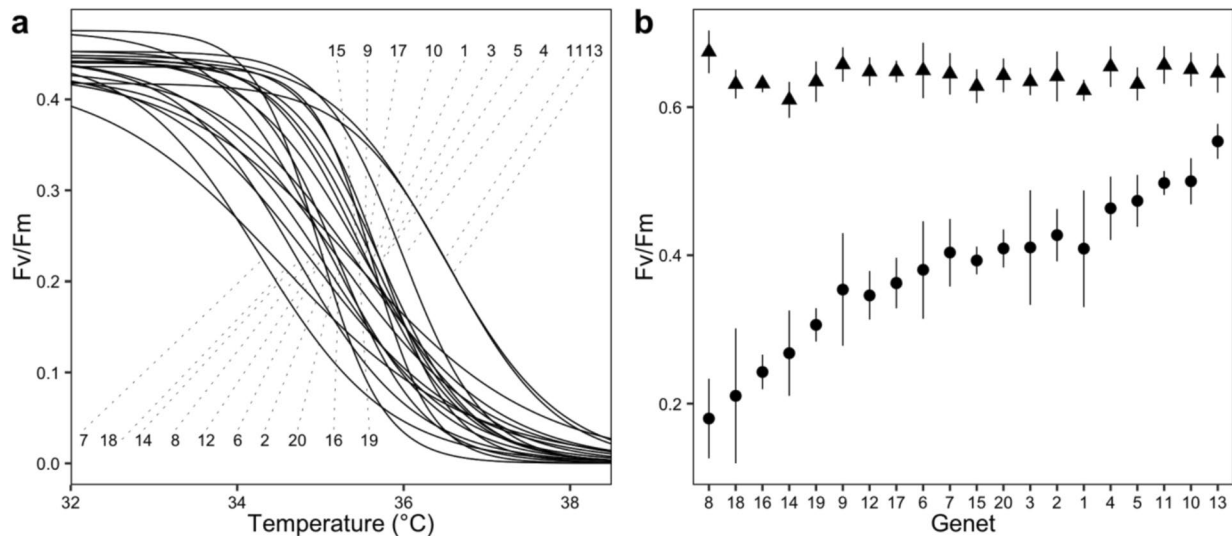 a
b
15 9 17 10 1 3 5 4 11 13
0.4
0.3
0.2
0.1
0.0
Fv/Fm
7 18 14 8 12 6 2 20 16 19
32 34 36 38
Temperature (°C)
0.6
0.4
0.2
Fv/Fm
8 18 16 14 19 9 12 17 6 7 15 20 3 2 1 4 5 11 10 13
Genet